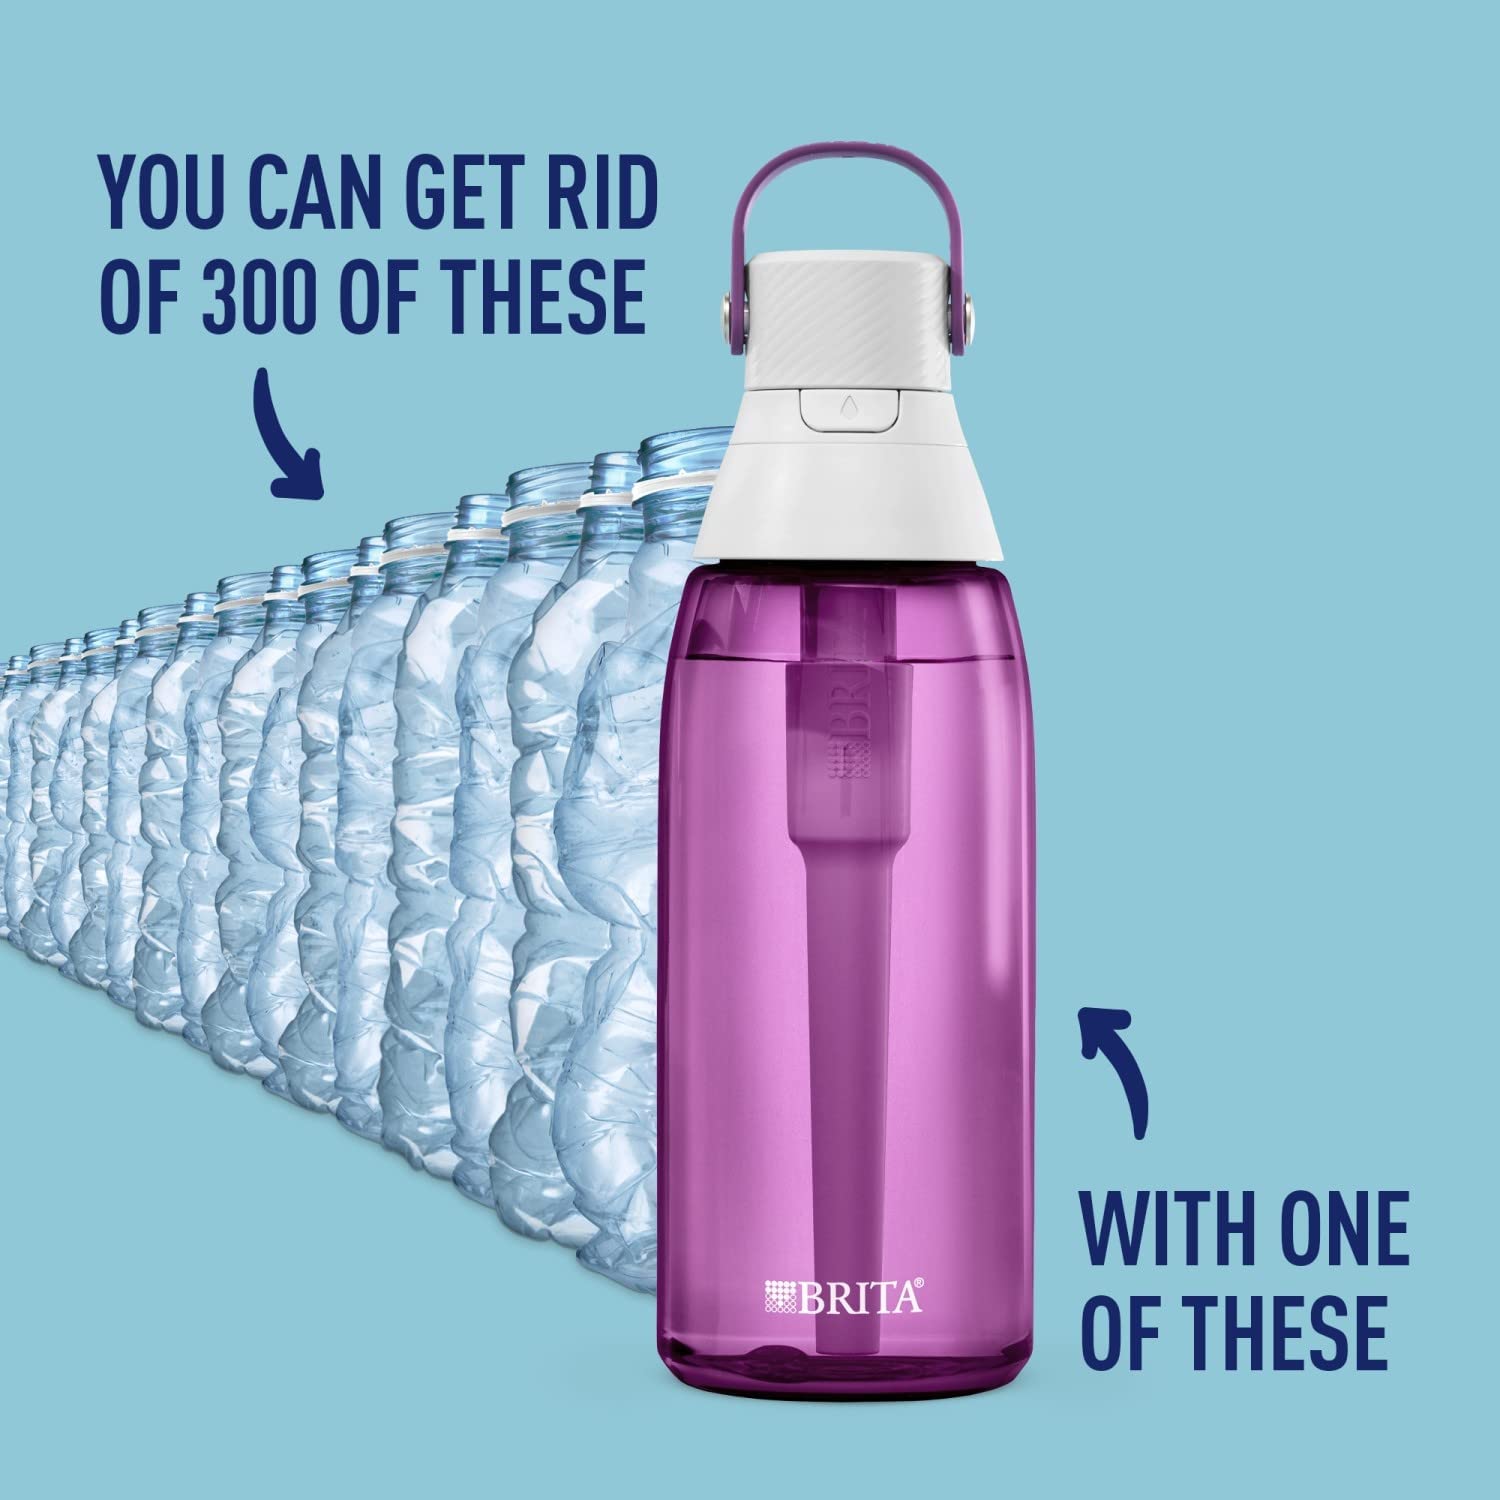 YOU CAN GET RID
OF 300 OF THESE
BRITA
BRITA®
WITH ONE
OF THESE